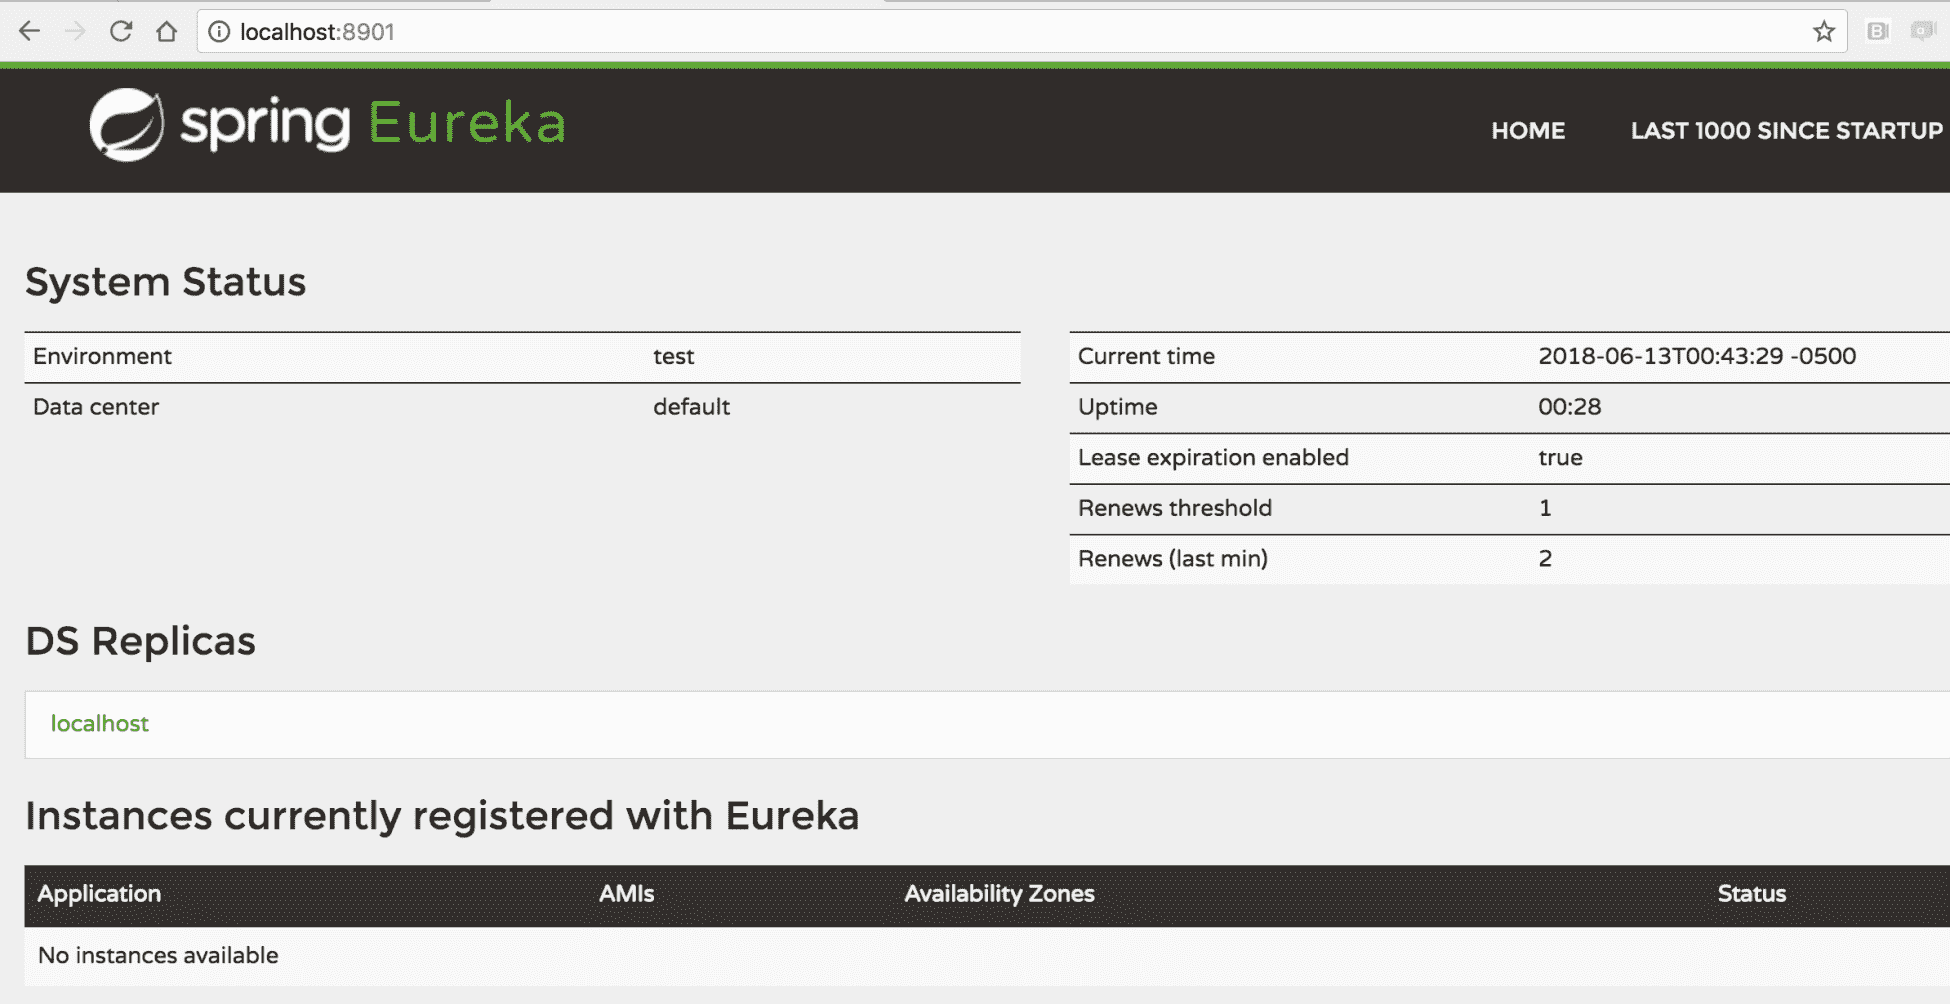 localhost:8901
spring Eureka
HOME LAST 1000 SINCE STARTUP
System Status
Environment test
Data center default
Current time 2018-06-13T00:43:29 -0500
Uptime 00:28
Lease expiration enabled true
Renews threshold 1
Renews (last min) 2
DS Replicas
localhost
Instances currently registered with Eureka
Application AMIs Availability Zones Status
No instances available